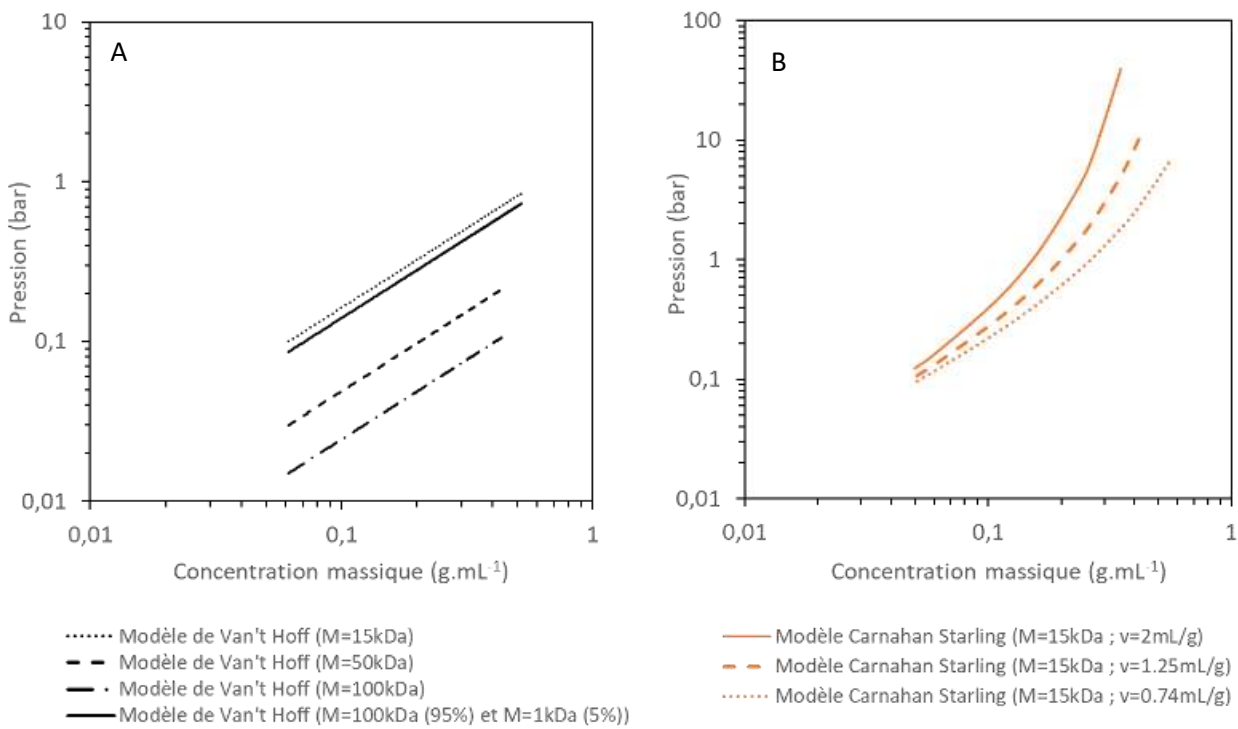 A
10
1
0,1
0,01
0,01
0,1
1
Pression (bar)
Concentration massique (g.mL⁻¹)
Modèle de Van't Hoff (M=15kDa)
Modèle de Van't Hoff (M=50kDa)
Modèle de Van't Hoff (M=100kDa)
Modèle de Van't Hoff (M=100kDa (95%) et M=1kDa (5%))
B
100
10
1
0,1
0,01
0,01
0,1
1
Pression (bar)
Concentration massique (g.mL⁻¹)
Modèle Carnahan Starling (M=15kDa ; v=2mL/g)
Modèle Carnahan Starling (M=15kDa ; v=1.25mL/g)
Modèle Carnahan Starling (M=15kDa ; v=0.74mL/g)